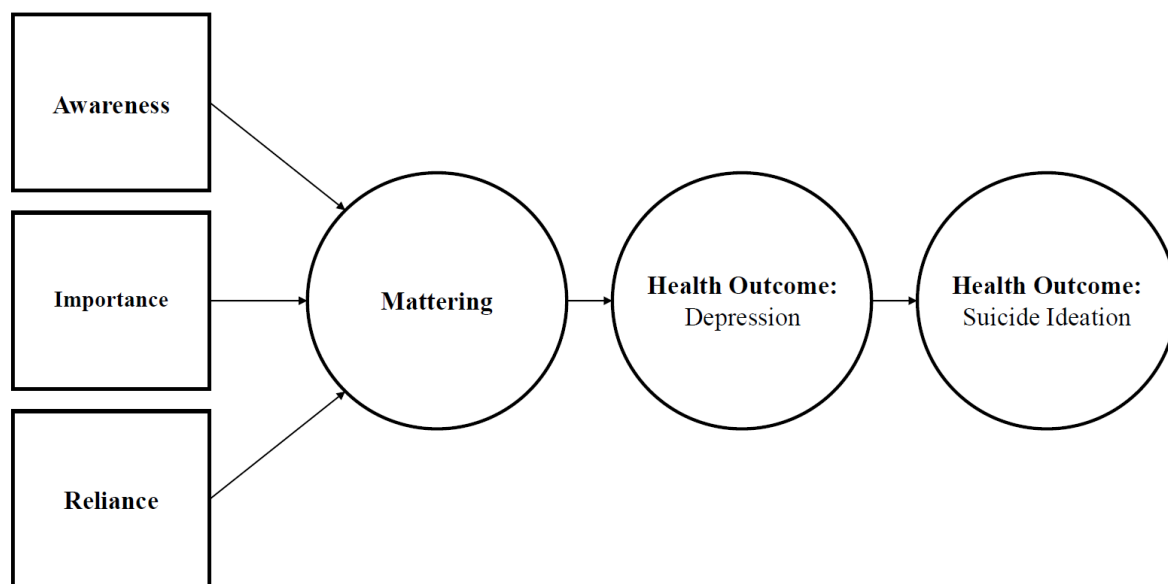 Awareness
Importance
Reliance
Mattering
Health Outcome:
Depression
Health Outcome:
Suicide Ideation